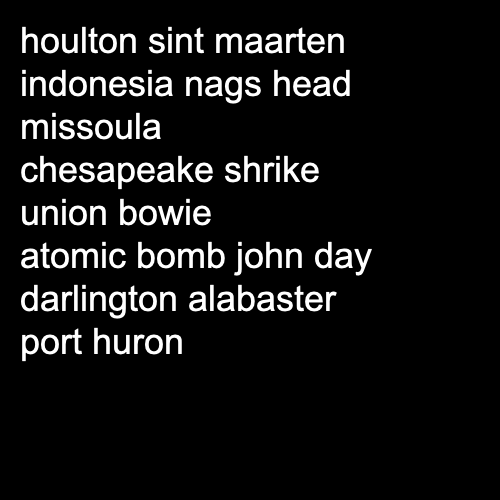 houlton sint maarten
indonesia nags head
missoula
chesapeake shrike
union bowie
atomic bomb john day
darlington alabaster
port huron